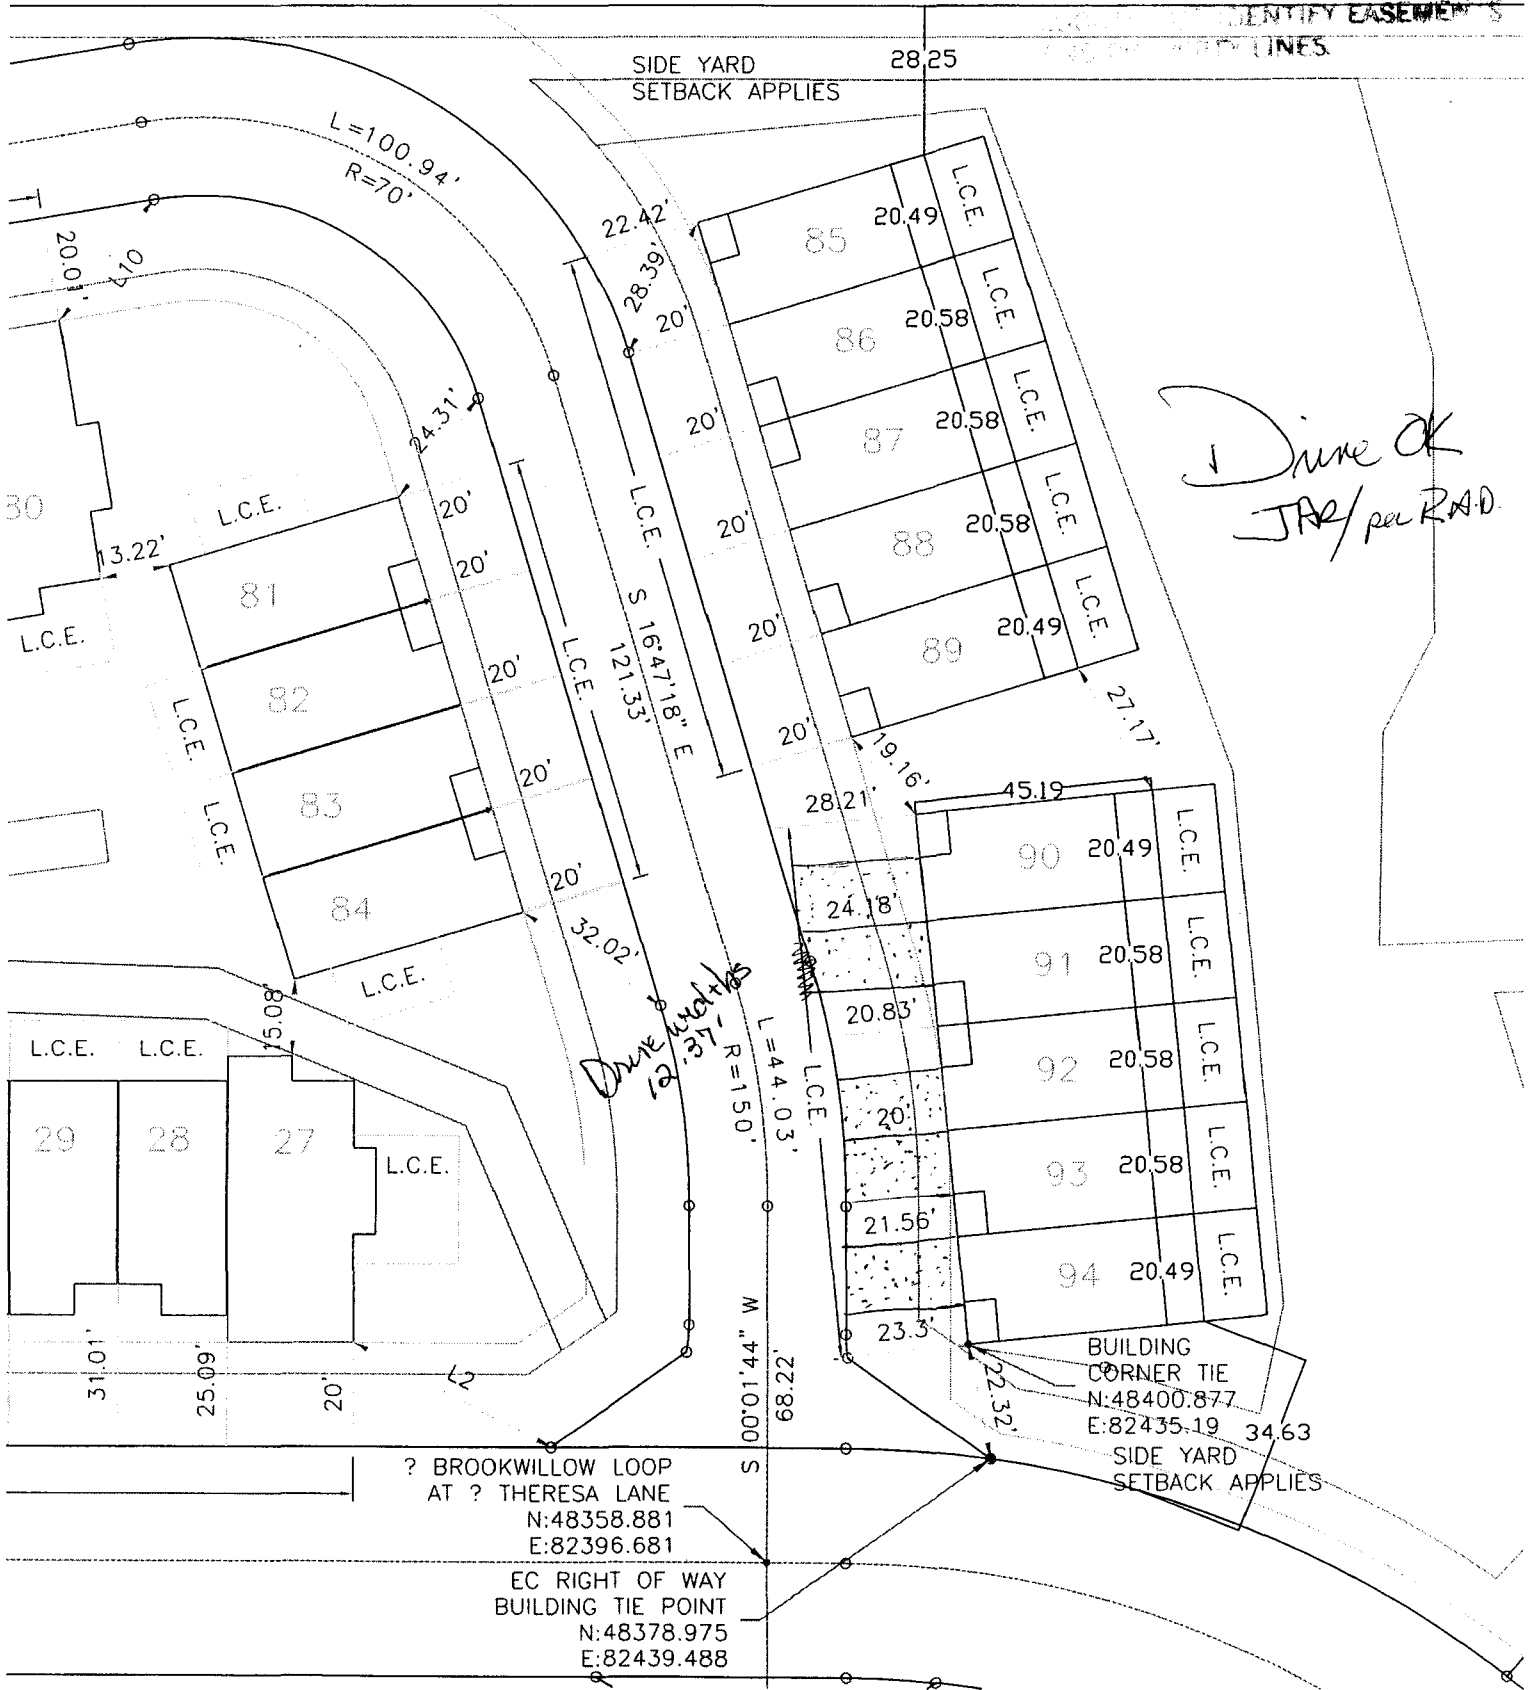 IDENTIFY EASEMENTS
LINES.
SIDE YARD
SETBACK APPLIES
28.25
L=100.94'
R=70'
22.42'
28.39'
20.01'
L10
24.31'
85
20.49
L.C.E.
20'
86
20.58
L.C.E.
20'
87
20.58
L.C.E.
20'
88
20.58
L.C.E.
20'
89
20.49
L.C.E.
20'
27.17'
19.16'
28.21'
Drive OK
JAR/per R.A.D.
80
13.22'
L.C.E.
L.C.E.
81
20'
20'
82
20'
L.C.E.
83
20'
L.C.E.
84
20'
32.02'
L.C.E.
15.08'
L.C.E.
L.C.E.
S 16°47'18" E
121.33'
45.19
90
20.49
L.C.E.
24.18'
91
20.58
L.C.E.
20.83'
92
20.58
L.C.E.
20'
93
20.58
L.C.E.
21.56'
94
20.49
L.C.E.
23.3'
Drive widths
12.37'
L=44.03'
R=150'
L.C.E.
L.C.E.
L.C.E.
29
28
27
L.C.E.
31.01'
25.09'
20'
L2
S 00°01'44" W
68.22'
22.32'
BUILDING
CORNER TIE
N:48400.877
E:82435.19
34.63
SIDE YARD
SETBACK APPLIES
? BROOKWILLOW LOOP
AT ? THERESA LANE
N:48358.881
E:82396.681
EC RIGHT OF WAY
BUILDING TIE POINT
N:48378.975
E:82439.488